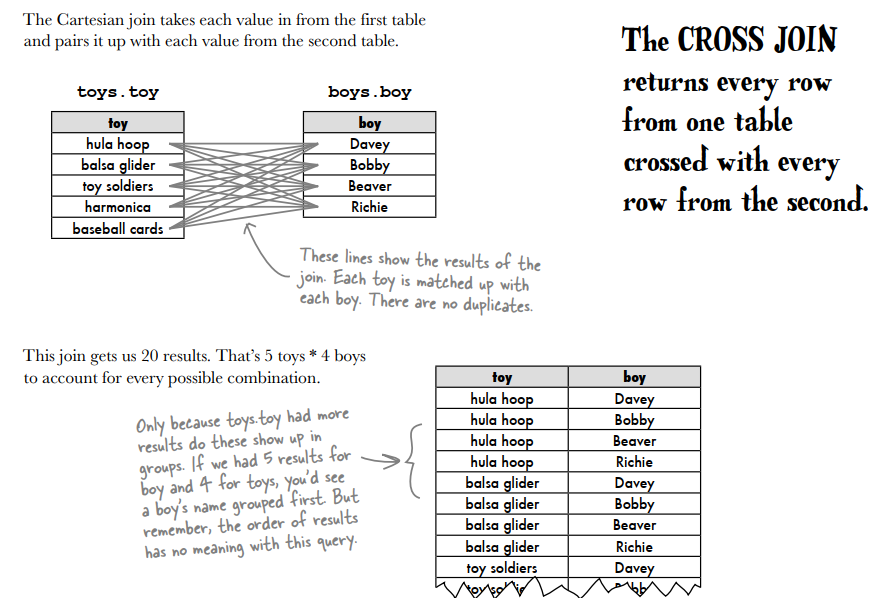 The Cartesian join takes each value in from the first table
and pairs it up with each value from the second table.
The CROSS JOIN
returns every row
from one table
crossed with every
row from the second.
toys.toy
toy
hula hoop
balsa glider
toy soldiers
harmonica
baseball cards
boys.boy
boy
Davey
Bobby
Beaver
Richie
These lines show the results of the
join. Each toy is matched up with
each boy. There are no duplicates.
This join gets us 20 results. That's 5 toys * 4 boys
to account for every possible combination.
Only because toys.toy had more
results do these show up in
groups. If we had 5 results for
boy and 4 for toys, you'd see
a boy's name grouped first. But
remember, the order of results
has no meaning with this query.
toy boy
hula hoop Davey
hula hoop Bobby
hula hoop Beaver
hula hoop Richie
balsa glider Davey
balsa glider Bobby
balsa glider Beaver
balsa glider Richie
toy soldiers Davey